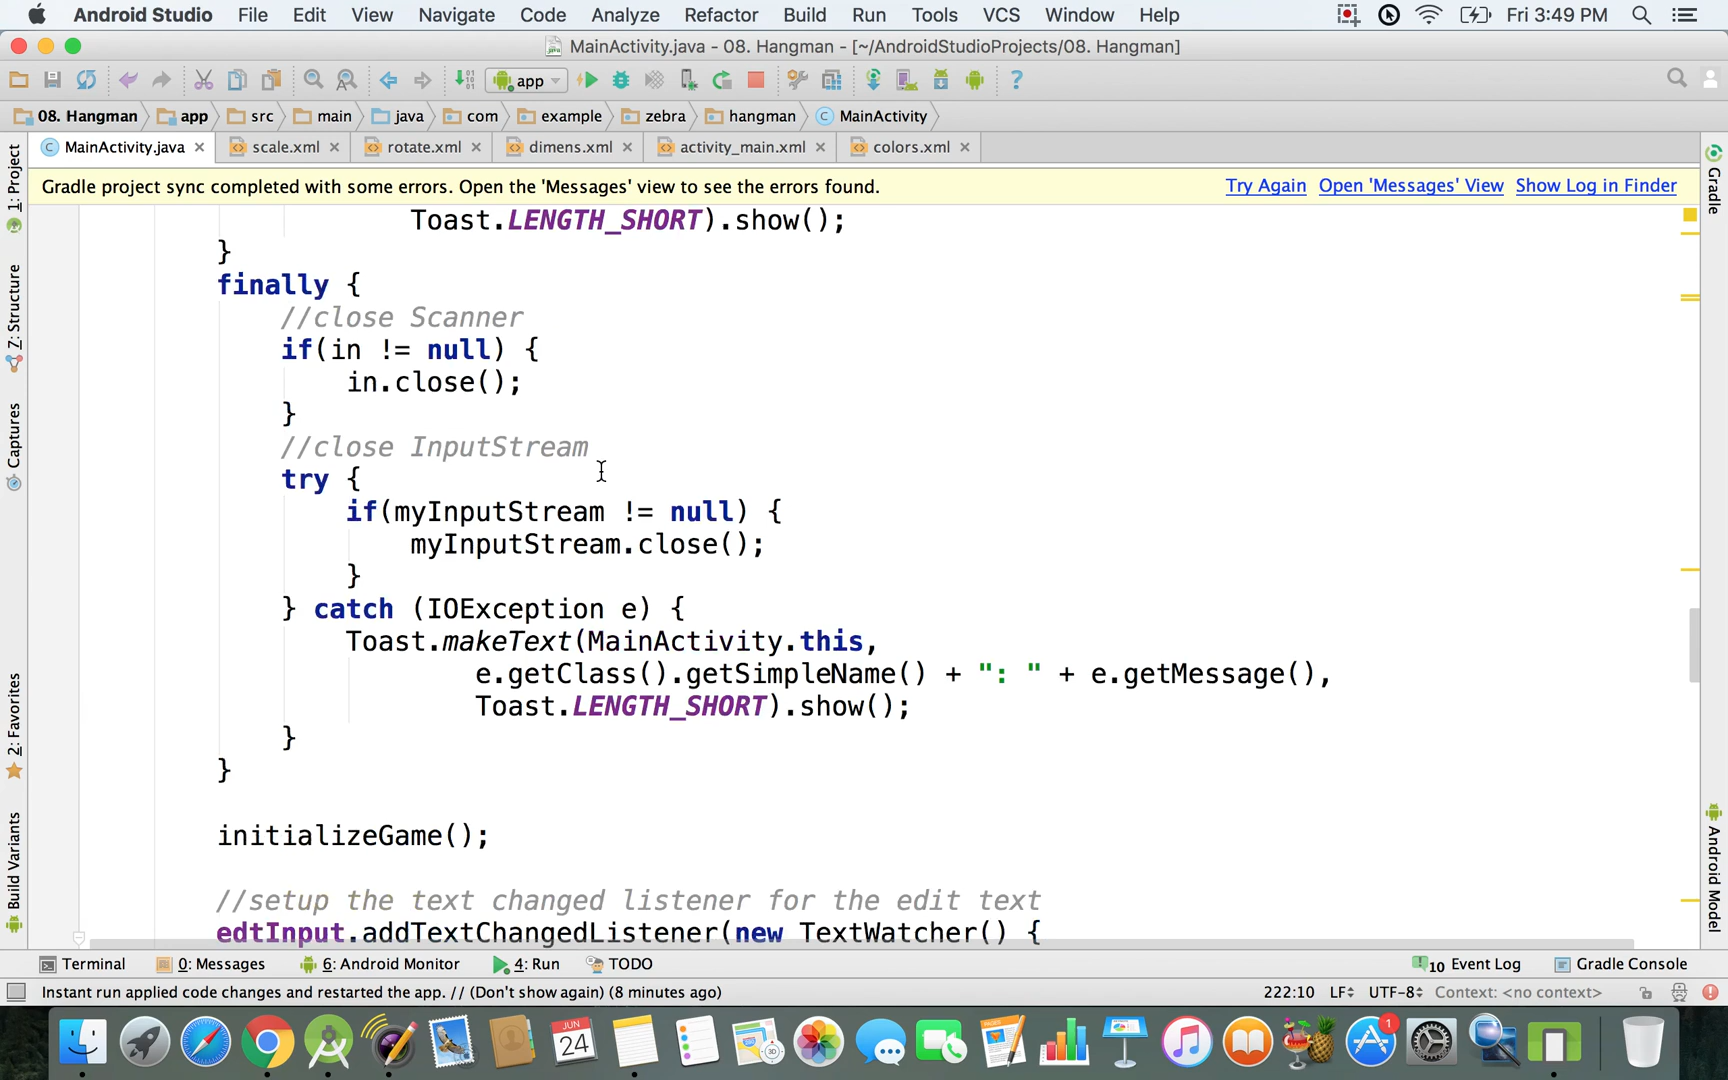 Android Studio File Edit View Navigate Code Analyze Refactor Build Run Tools VCS Window Help Fri 3:49 PM
MainActivity.java - 08. Hangman - [~/AndroidStudioProjects/08. Hangman]
app
08. Hangman app src main java com example zebra hangman MainActivity
MainActivity.java scale.xml rotate.xml dimens.xml activity_main.xml colors.xml
Gradle project sync completed with some errors. Open the 'Messages' view to see the errors found. Try Again Open 'Messages' View Show Log in Finder
1: Project
Z: Structure
Captures
2: Favorites
Build Variants
Gradle
Android Model
Toast.LENGTH_SHORT).show();
}
finally {
//close Scanner
if(in != null) {
in.close();
}
//close InputStream
try {
if(myInputStream != null) {
myInputStream.close();
}
} catch (IOException e) {
Toast.makeText(MainActivity.this,
e.getClass().getSimpleName() + ": " + e.getMessage(),
Toast.LENGTH_SHORT).show();
}
}
initializeGame();
//setup the text changed listener for the edit text
edtInput.addTextChangedListener(new TextWatcher() {
Terminal 0: Messages 6: Android Monitor 4: Run TODO 10 Event Log Gradle Console
Instant run applied code changes and restarted the app. // (Don't show again) (8 minutes ago) 222:10 LF UTF-8 Context: <no context>
JUN
24
1